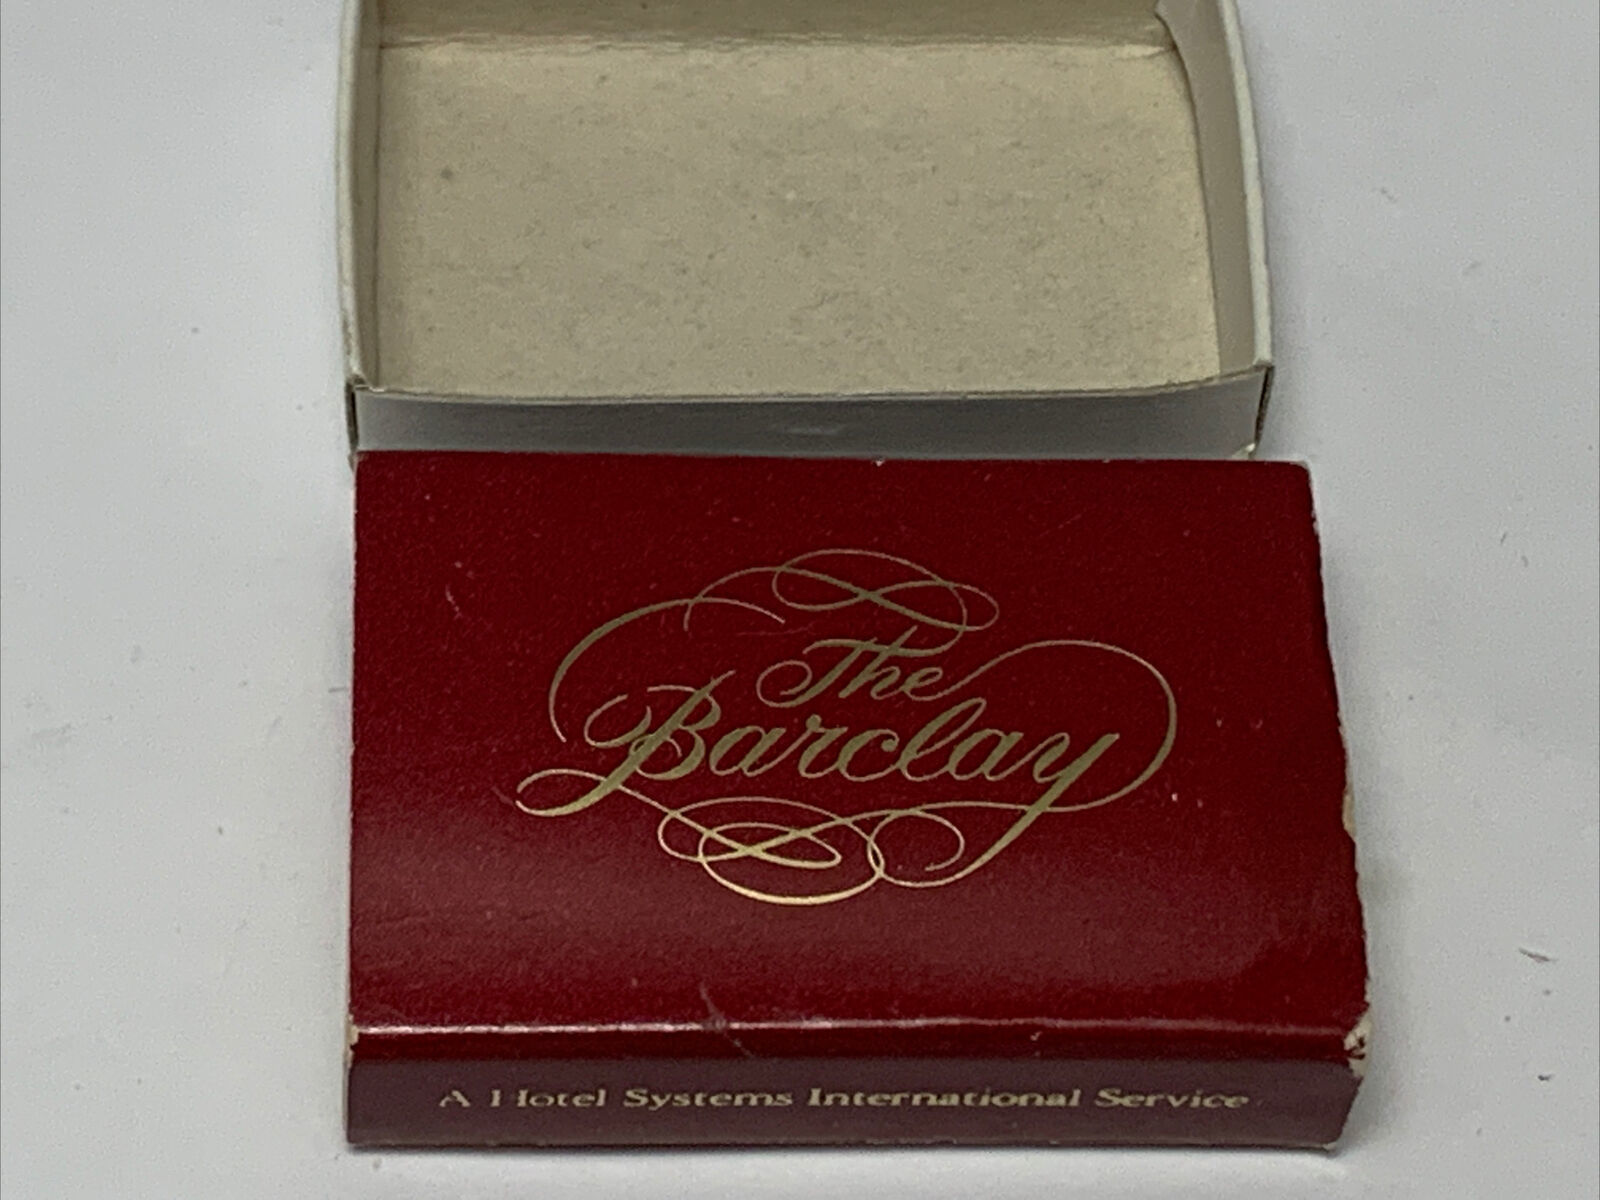 The
Barclay
A Hotel Systems International Service